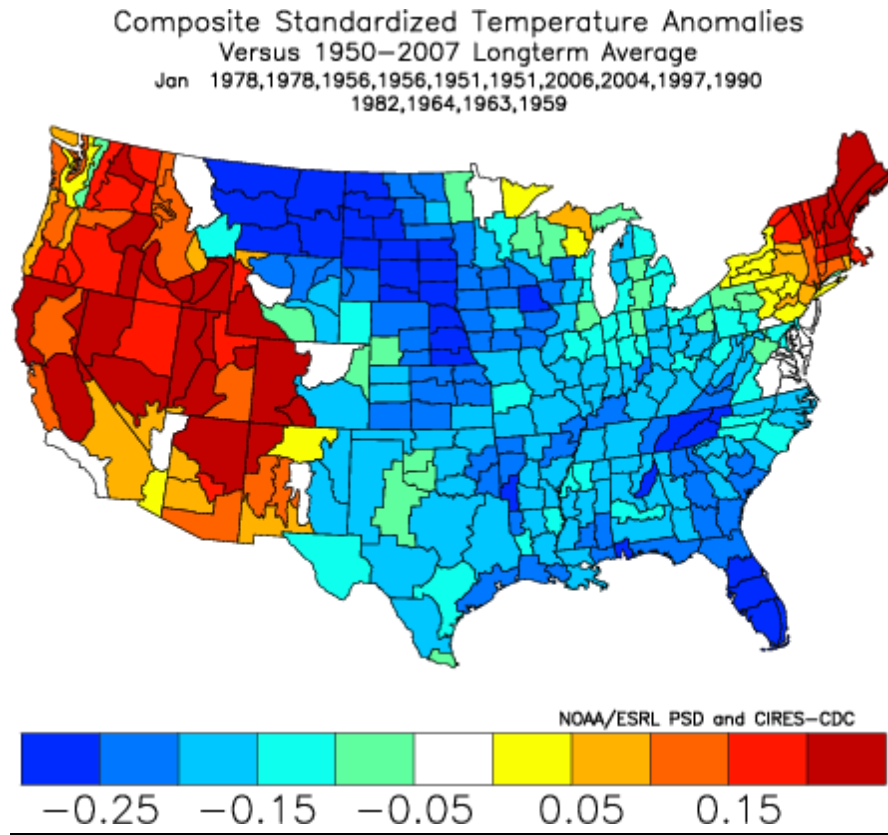 Composite Standardized Temperature Anomalies
Versus 1950-2007 Longterm Average
Jan 1978,1978,1956,1956,1951,1951,2006,2004,1997,1990
1982,1964,1963,1959
NOAA/ESRL PSD and CIRES-CDC
-0.25 -0.15 -0.05 0.05 0.15